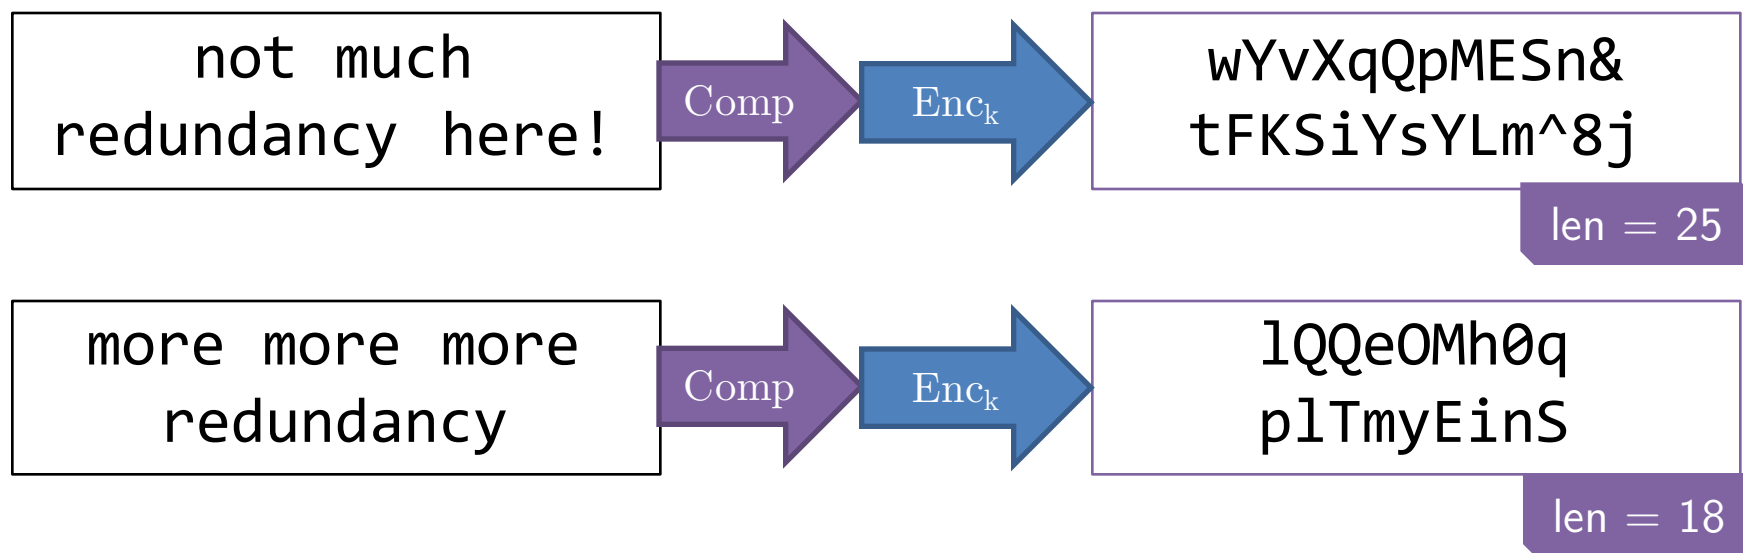 not much
redundancy here!
Comp
Enck
wYvXqQpMESn&
tFKSiYsYLm^8j
len = 25
more more more
redundancy
Comp
Enck
lQQeOMh0q
plTmyEinS
len = 18